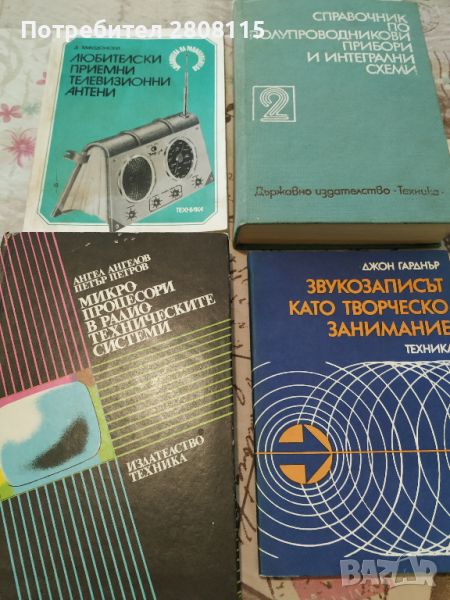 Потребител 2808115
ЛЮБИТЕЛСКИ
ПРИЕМНИ
ТЕЛЕВИЗИОННИ
АНТЕНИ
ТЕХНИКА
СПРАВОЧНИК
ПО
ПОЛУПРОВОДНИКОВИ
ПРИБОРИ
И ИНТЕГРАЛНИ
СХЕМИ
2
Държавно издателство "Техника"
АНГЕЛ АНГЕЛОВ
ПЕТЪР ПЕТРОВ
МИКРО
ПРОЦЕСОРИ
В РАДИО
ТЕХНИЧЕСКИТЕ
СИСТЕМИ
ИЗДАТЕЛСТВО
ТЕХНИКА
ДЖОН ГАРДНЪР
ЗВУКОЗАПИСЪТ
КАТО ТВОРЧЕСКО
ЗАНИМАНИЕ
ТЕХНИКА
BAZAR